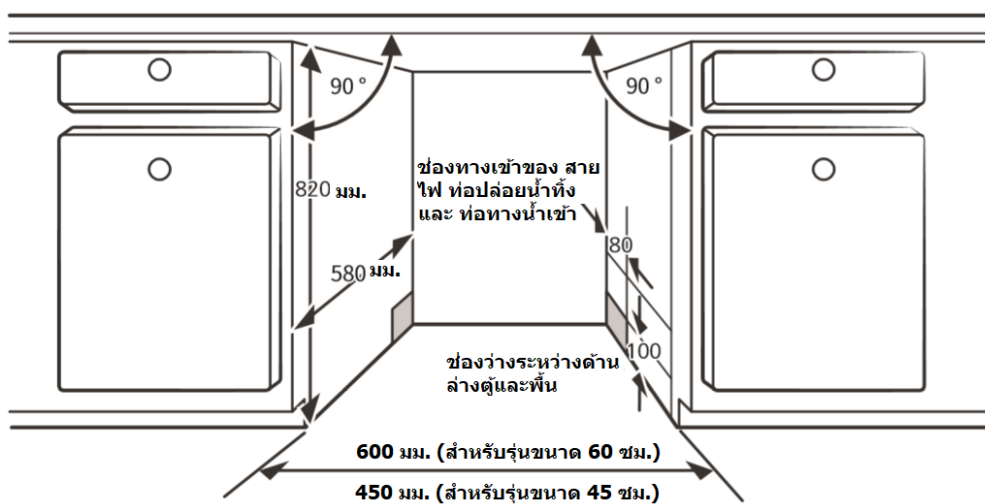 90 °
90 °
820 มม.
ช่องทางเข้าของ สาย
ไฟ ท่อปล่อยน้ำทิ้ง
และ ท่อทางน้ำเข้า
80
580 มม.
100
ช่องว่างระหว่างด้าน
ล่างตู้และพื้น
600 มม. (สำหรับรุ่นขนาด 60 ซม.)
450 มม. (สำหรับรุ่นขนาด 45 ซม.)